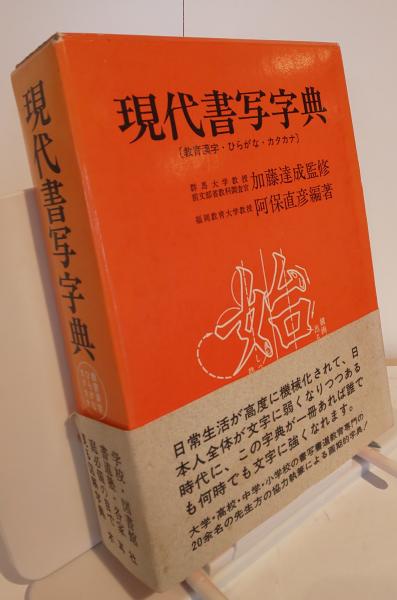 現代書写字典
〔教育漢字・ひらがな・カタカナ〕
群馬大学教授
前文部省教科調査官
加藤達成監修
福岡教育大学教授
阿保直彦編著
始
日常生活が高度に機械化されて、日
本人全体が文字に弱くなりつつある
時代に、この字典が一冊あれば誰で
も何時でも文字に強くなれます。
大学・高校・中学・小学校の書写書道教育専門の
20余名の先生方の協力執筆による画期的字典！
現代書写字典
学校・図書館